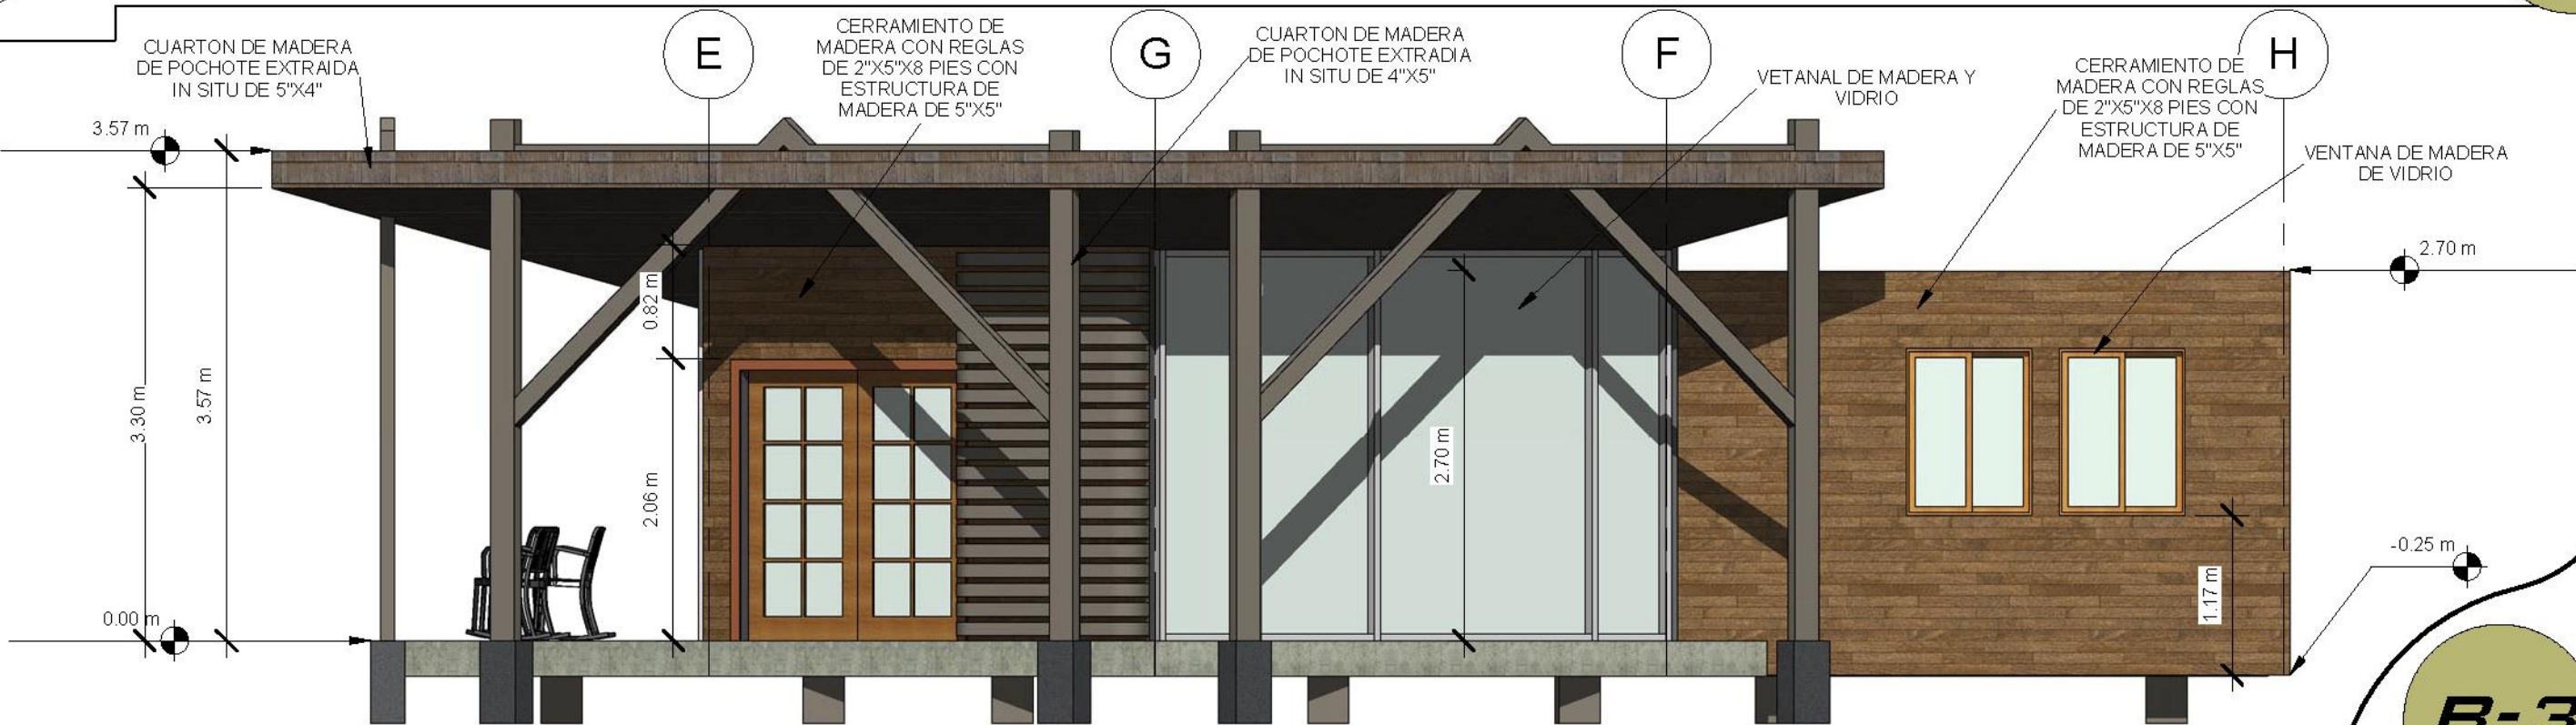 CUARTON DE MADERA
DE POCHOTE EXTRAIDA
IN SITU DE 5"X4"
E
CERRAMIENTO DE
MADERA CON REGLAS
DE 2"X5"X8 PIES CON
ESTRUCTURA DE
MADERA DE 5"X5"
G
CUARTON DE MADERA
DE POCHOTE EXTRADIA
IN SITU DE 4"X5"
F
VETANAL DE MADERA Y
VIDRIO
CERRAMIENTO DE
MADERA CON REGLAS
DE 2"X5"X8 PIES CON
ESTRUCTURA DE
MADERA DE 5"X5"
H
VENTANA DE MADERA
DE VIDRIO
3.57 m
2.70 m
0.82 m
3.30 m
3.57 m
2.06 m
2.70 m
-0.25 m
1.17 m
0.00 m
B-3